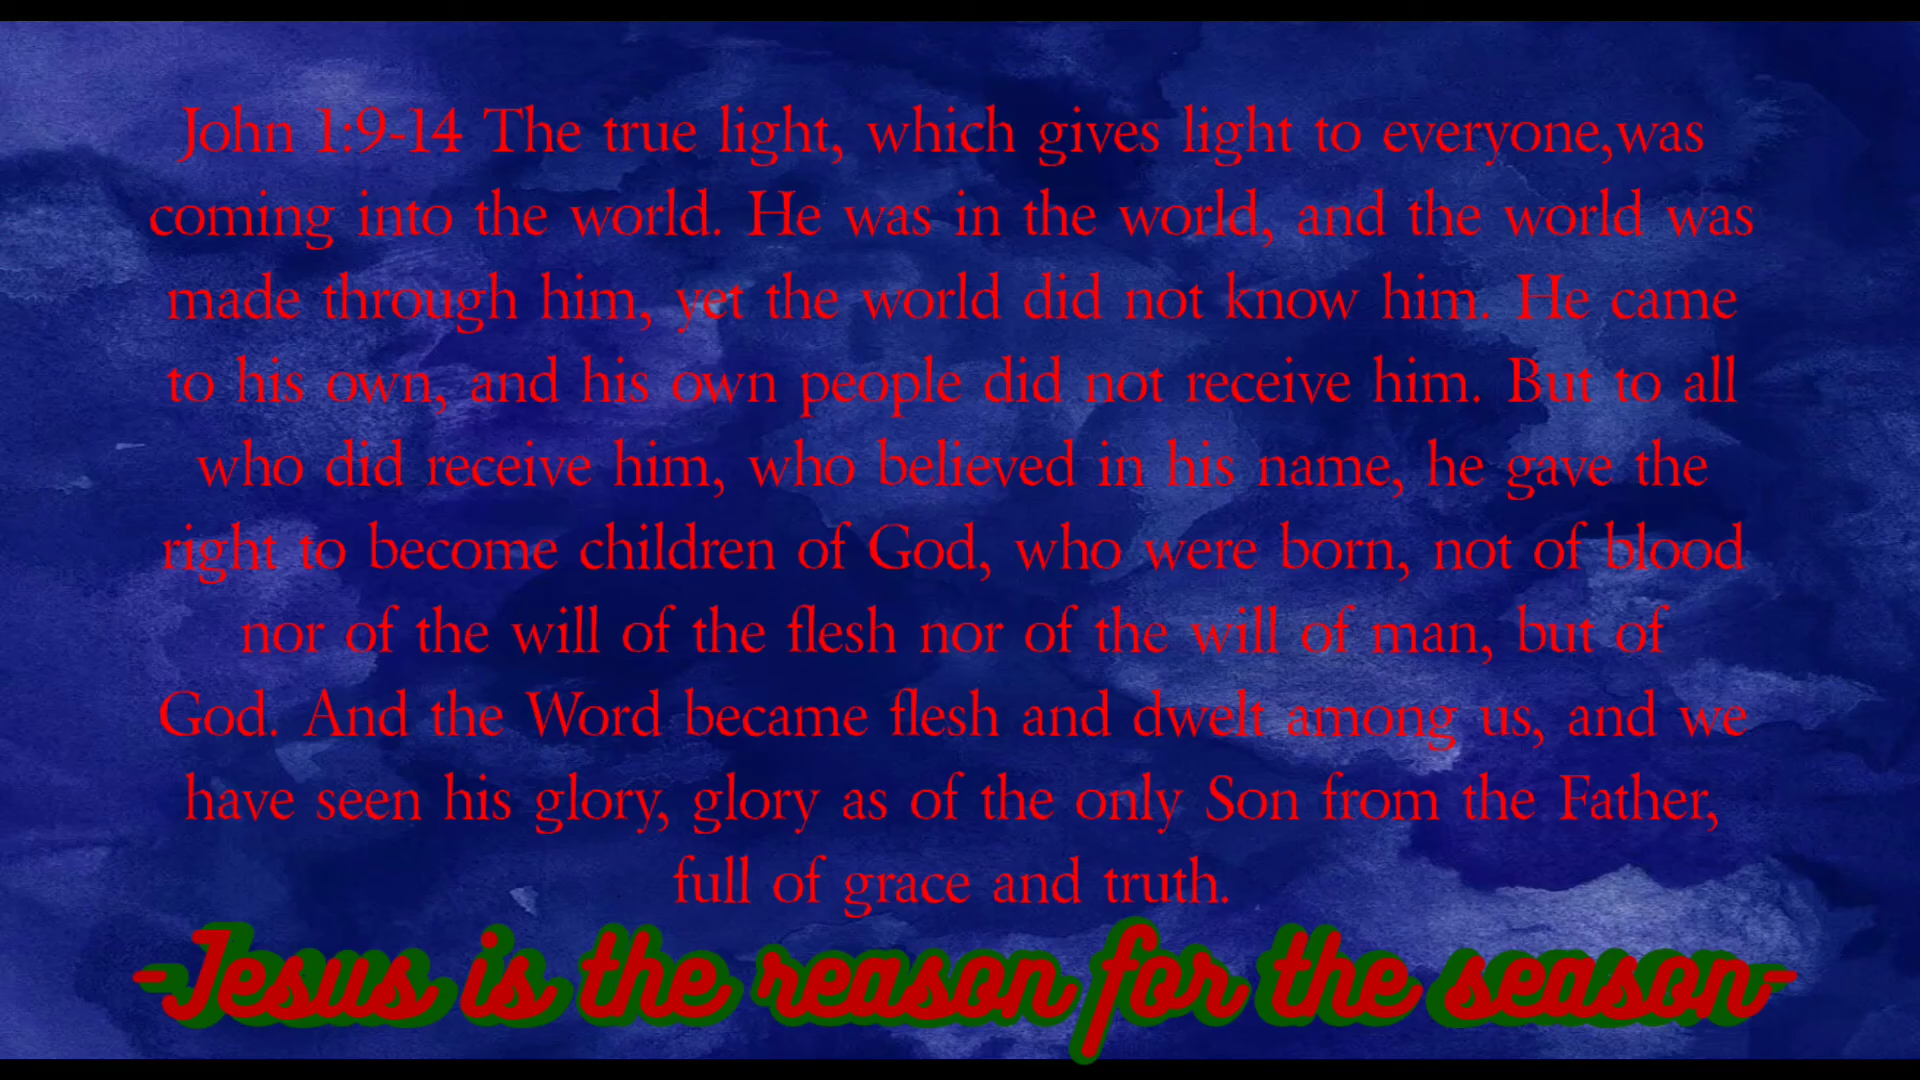 John 1:9-14 The true light, which gives light to everyone,was
coming into the world. He was in the world, and the world was
made through him, yet the world did not know him. He came
to his own, and his own people did not receive him. But to all
who did receive him, who believed in his name, he gave the
right to become children of God, who were born, not of blood
nor of the will of the flesh nor of the will of man, but of
God. And the Word became flesh and dwelt among us, and we
have seen his glory, glory as of the only Son from the Father,
full of grace and truth.
-Jesus is the reason for the season-